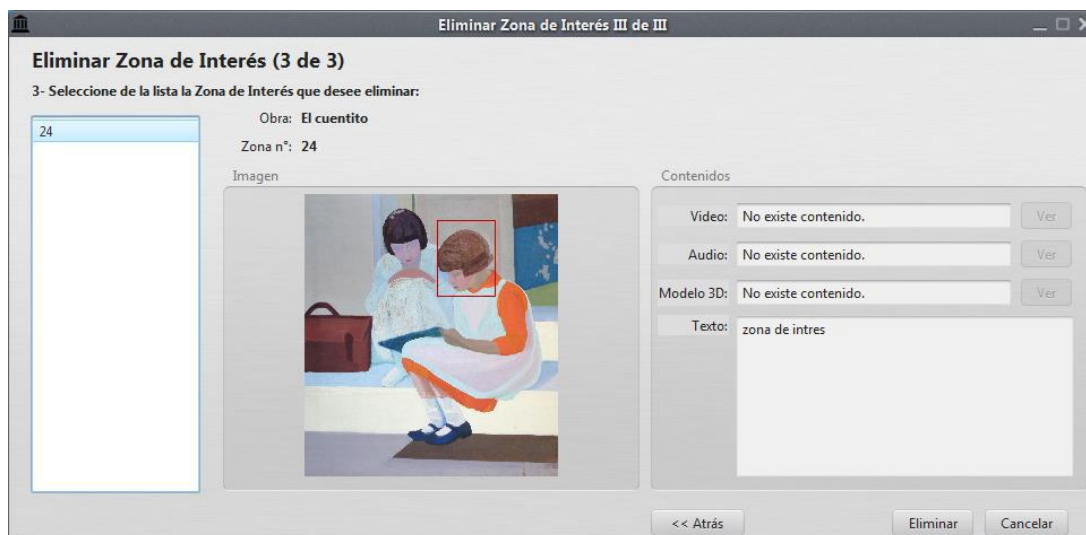 Eliminar Zona de Interés III de III
Eliminar Zona de Interés (3 de 3)
3- Seleccione de la lista la Zona de Interés que desee eliminar:
24
Obra: El cuentito
Zona n°: 24
Imagen
Contenidos
Video: No existe contenido. Ver
Audio: No existe contenido. Ver
Modelo 3D: No existe contenido. Ver
Texto: zona de intres
<< Atrás Eliminar Cancelar